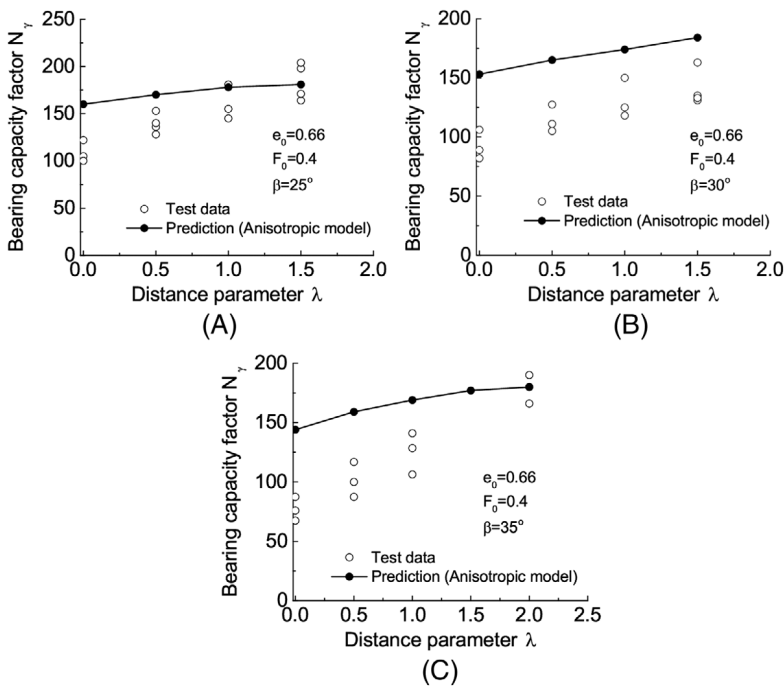 250
200
150
100
50
0
Bearing capacity factor Nγ
e0=0.66
F0=0.4
β=25°
Test data
Prediction (Anisotropic model)
0.0 0.5 1.0 1.5 2.0
Distance parameter λ
(A)
200
150
100
50
0
Bearing capacity factor Nγ
e0=0.66
F0=0.4
β=30°
Test data
Prediction (Anisotropic model)
0.0 0.5 1.0 1.5 2.0
Distance parameter λ
(B)
200
150
100
50
0
Bearing capacity factor Nγ
e0=0.66
F0=0.4
β=35°
Test data
Prediction (Anisotropic model)
0.0 0.5 1.0 1.5 2.0 2.5
Distance parameter λ
(C)